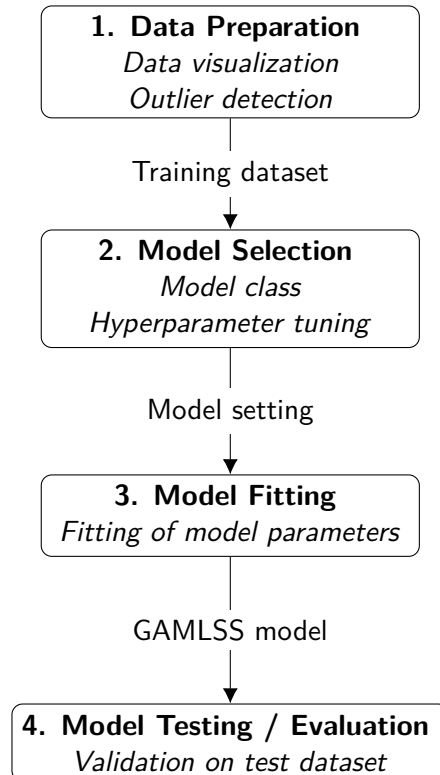 1. Data Preparation
Data visualization
Outlier detection
Training dataset
2. Model Selection
Model class
Hyperparameter tuning
Model setting
3. Model Fitting
Fitting of model parameters
GAMLSS model
4. Model Testing / Evaluation
Validation on test dataset